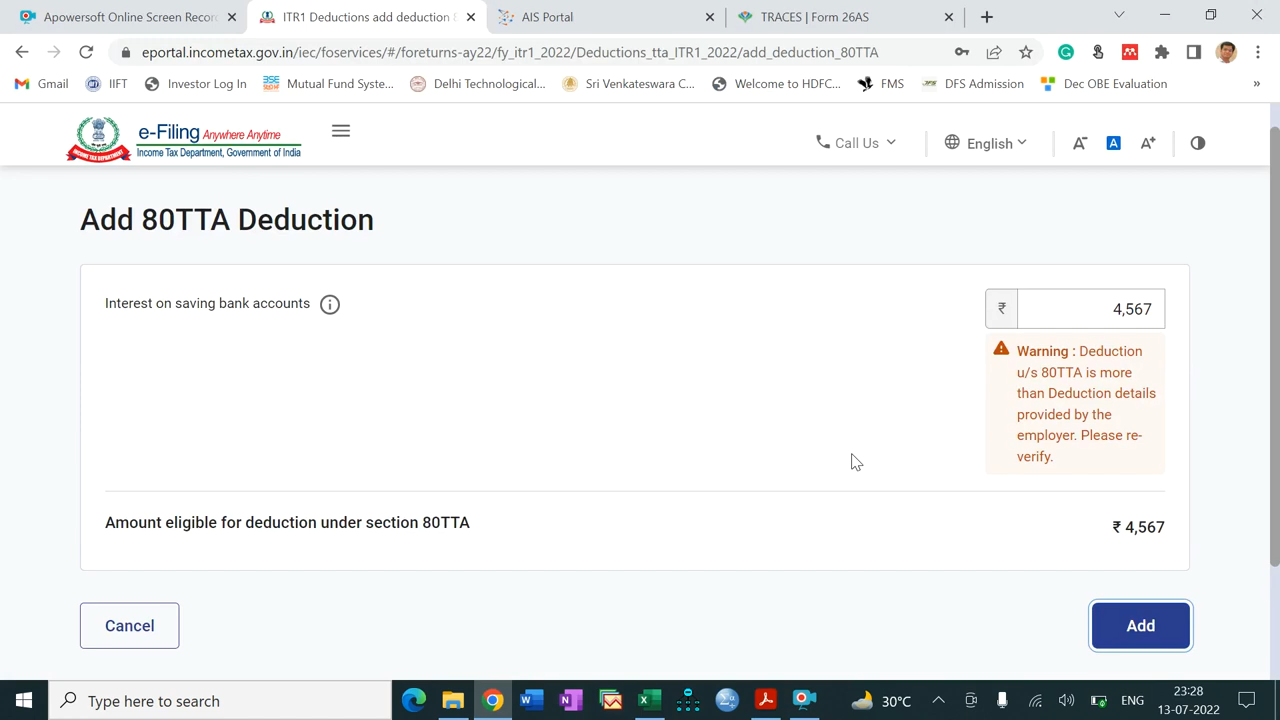 Apowersoft Online Screen Recor
ITR1 Deductions add deduction 8
AIS Portal
TRACES | Form 26AS
eportal.incometax.gov.in/iec/foservices/#/foreturns-ay22/fy_itr1_2022/Deductions_tta_ITR1_2022/add_deduction_80TTA
Gmail
IIFT
Investor Log In
Mutual Fund Syste...
Delhi Technological...
Sri Venkateswara C...
Welcome to HDFC...
FMS
DFS Admission
Dec OBE Evaluation
»
e-Filing Anywhere Anytime
Income Tax Department, Government of India
Call Us
English
A-
A
A+
Add 80TTA Deduction
Interest on saving bank accounts
₹ 4,567
Warning : Deduction
u/s 80TTA is more
than Deduction details
provided by the
employer. Please re-
verify.
Amount eligible for deduction under section 80TTA
₹ 4,567
Cancel
Add
Type here to search
30°C
ENG
23:28
13-07-2022